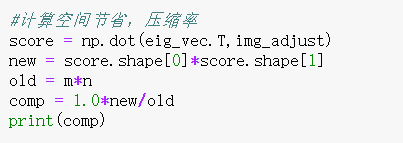 #计算空间节省，压缩率
score = np.dot(eig_vec.T,img_adjust)
new = score.shape[0]*score.shape[1]
old = m*n
comp = 1.0*new/old
print(comp)